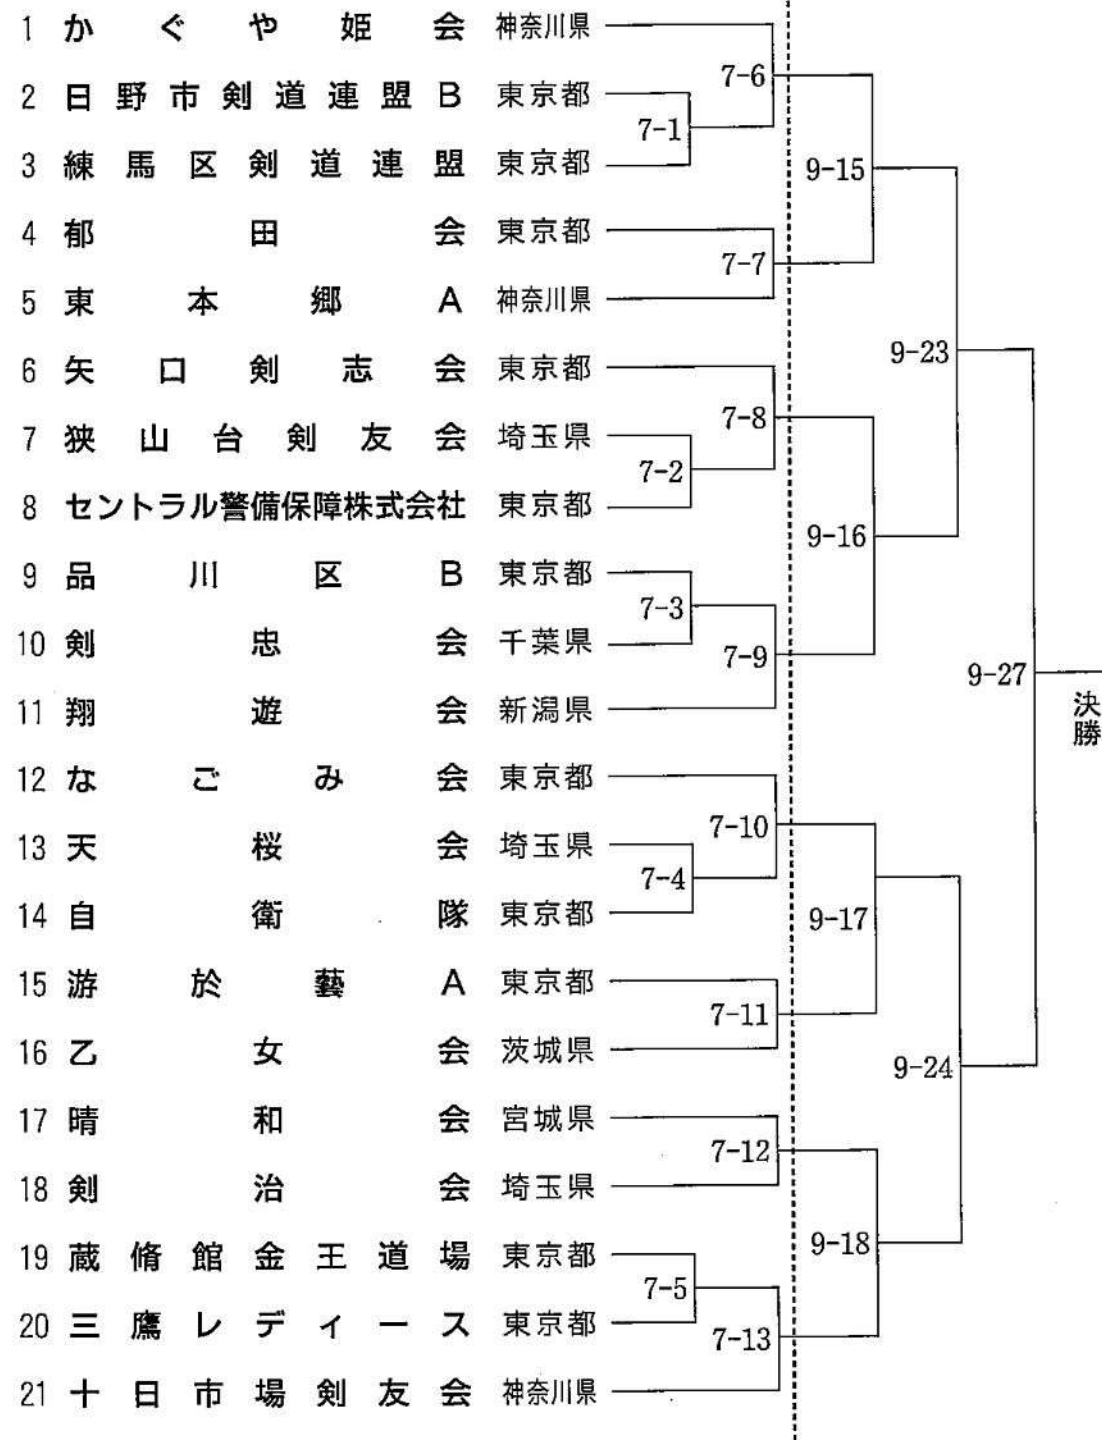 1 かぐや姫会 神奈川県
7-6
2 日野市剣道連盟B 東京都
7-1
3 練馬区剣道連盟 東京都
9-15
4 郁田会 東京都
7-7
5 東本郷A 神奈川県
9-23
6 矢口剣志会 東京都
7-8
7 狭山台剣友会 埼玉県
7-2
8 セントラル警備保障株式会社 東京都
9-16
9 品川区B 東京都
7-3
10 剣忠会 千葉県
7-9
9-27
決勝
11 翔遊会 新潟県
12 なごみ会 東京都
7-10
13 天桜会 埼玉県
7-4
14 自衛隊 東京都
9-17
15 游於藝A 東京都
7-11
16 乙女会 茨城県
9-24
17 晴和会 宮城県
7-12
18 剣治会 埼玉県
9-18
19 蔵脩館金王道場 東京都
7-5
20 三鷹レディース 東京都
7-13
21 十日市場剣友会 神奈川県